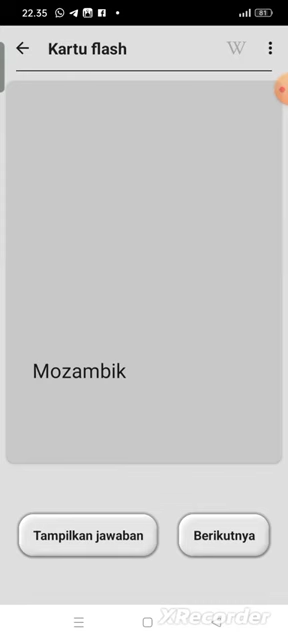 22.35
81
Kartu flash
W
Mozambik
Tampilkan jawaban
Berikutnya
XRecorder